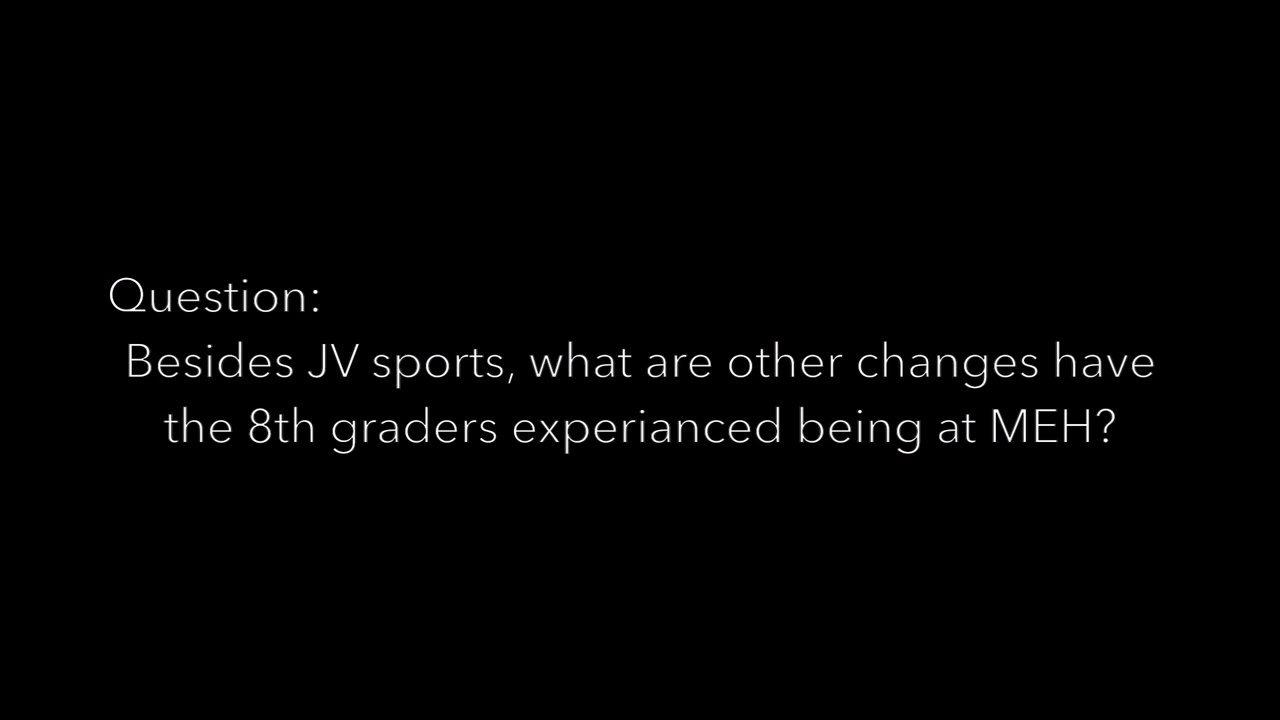 Question:
Besides JV sports, what are other changes have
the 8th graders experianced being at MEH?